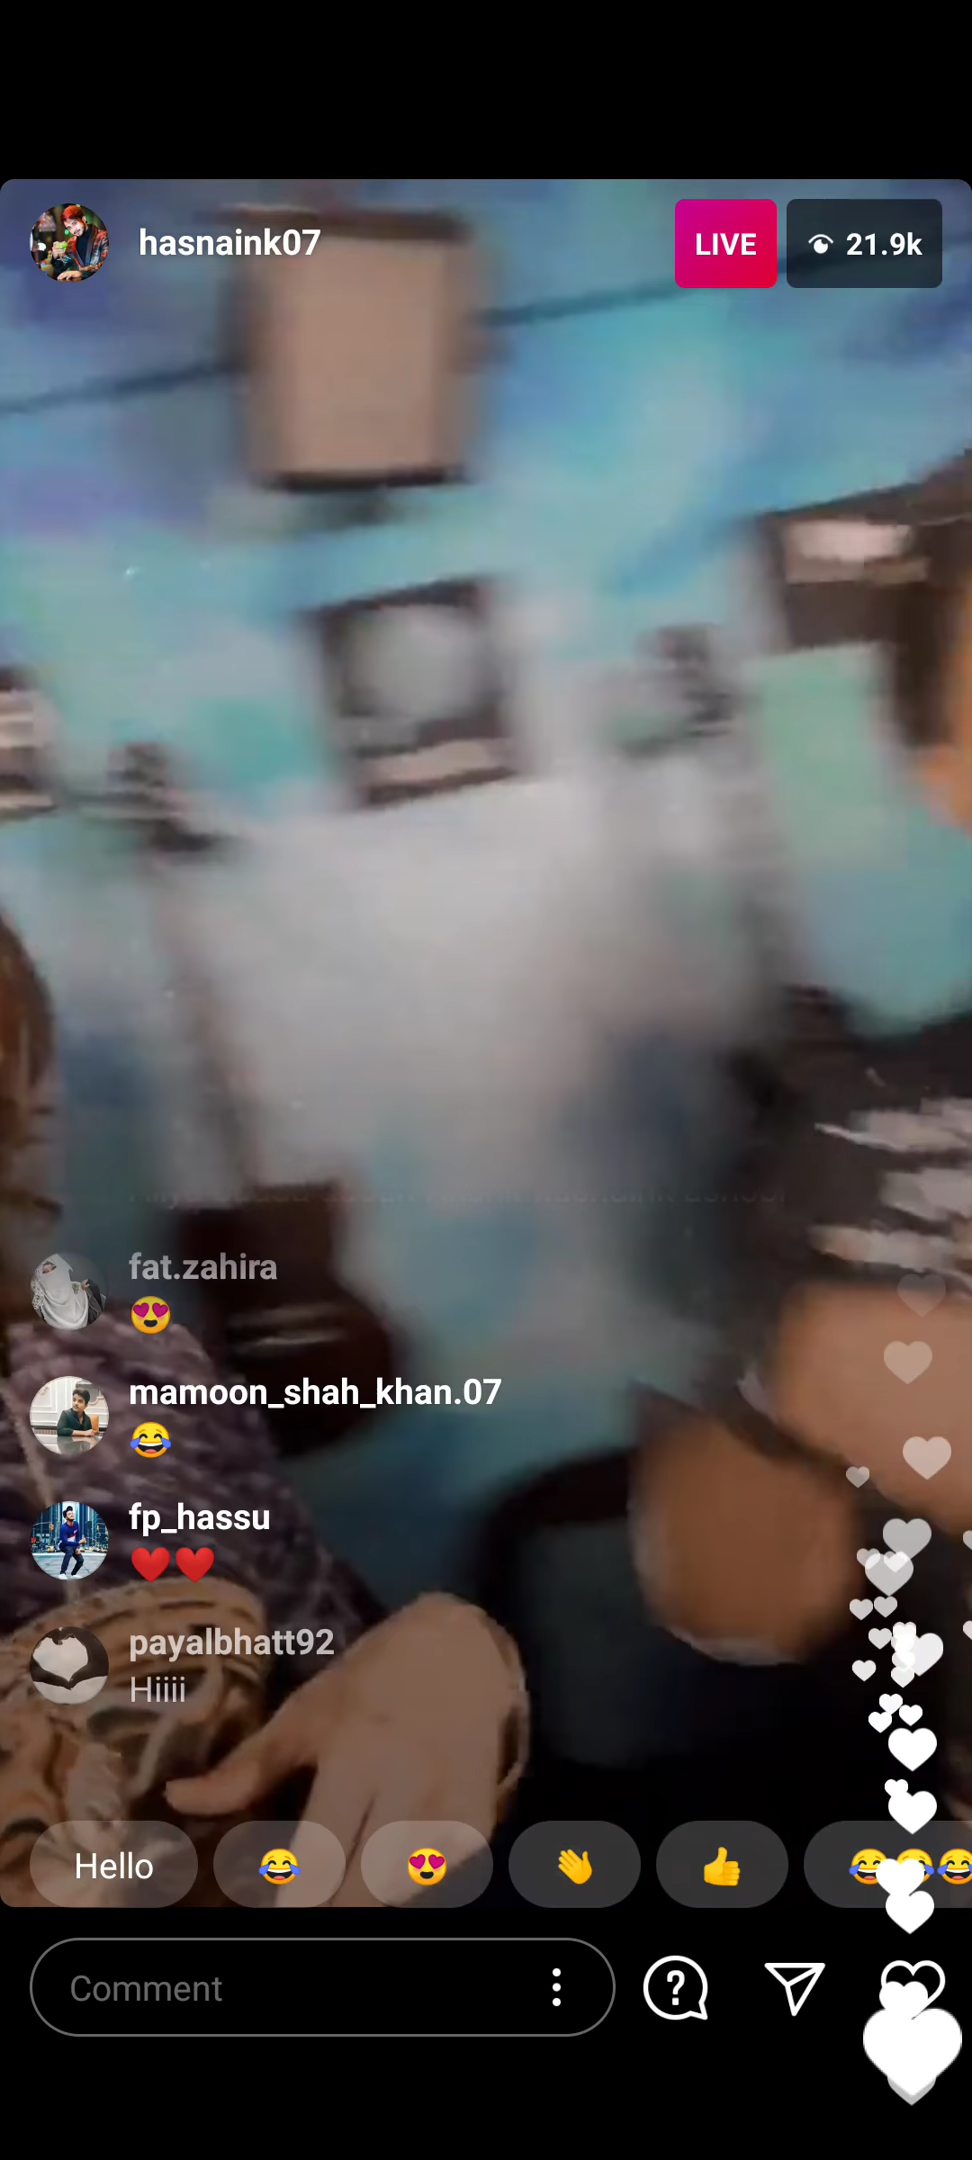 hasnaink07
LIVE
21.9k
fat.zahira
😍
mamoon_shah_khan.07
😂
fp_hassu
❤️❤️
payalbhatt92
Hiiii
Hello 😂 😍 👋 👍 😂😂😂
Comment